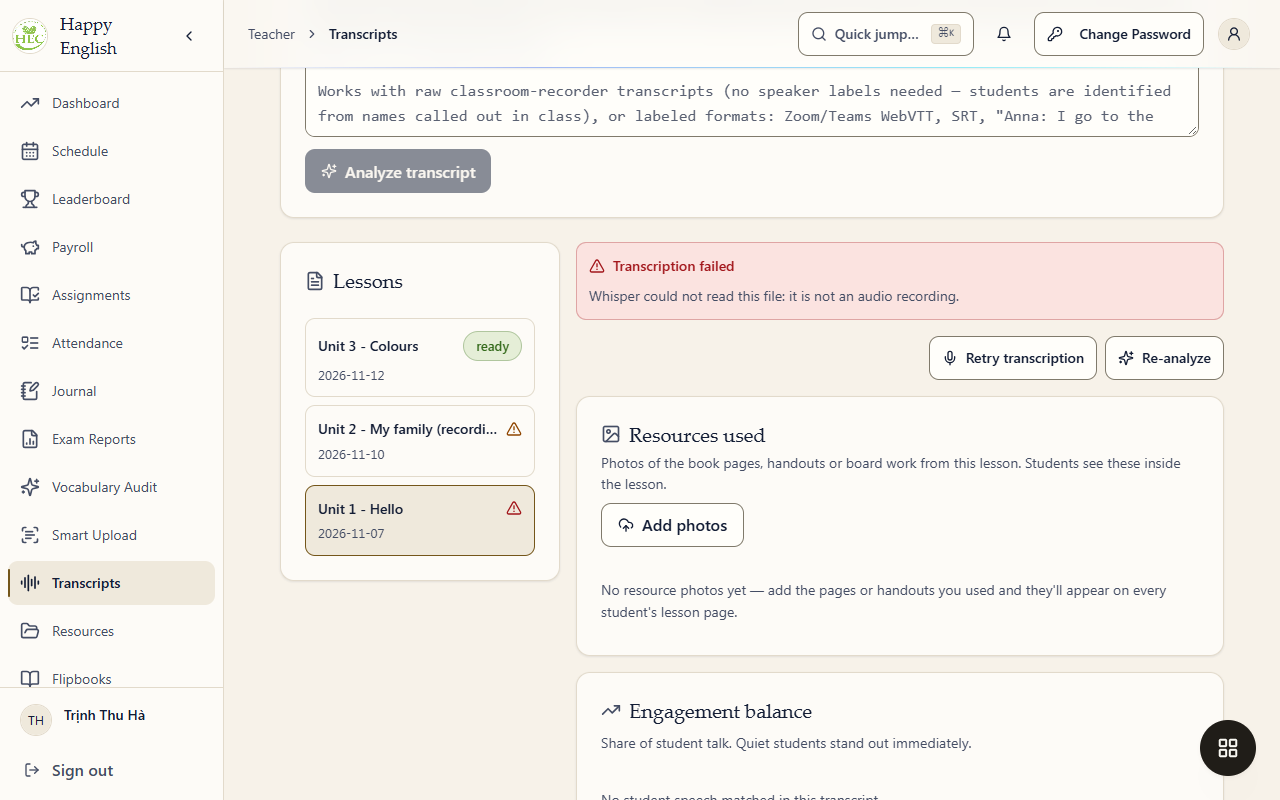 HEC
Happy
English
Dashboard
Schedule
Leaderboard
Payroll
Assignments
Attendance
Journal
Exam Reports
Vocabulary Audit
Smart Upload
Transcripts
Resources
Flipbooks
TH
Trịnh Thu Hà
Sign out
Teacher
Transcripts
Quick jump...
⌘K
Change Password
Works with raw classroom-recorder transcripts (no speaker labels needed — students are identified
from names called out in class), or labeled formats: Zoom/Teams WebVTT, SRT, "Anna: I go to the
Analyze transcript
Lessons
Unit 3 - Colours
ready
2026-11-12
Unit 2 - My family (recordi...
2026-11-10
Unit 1 - Hello
2026-11-07
Transcription failed
Whisper could not read this file: it is not an audio recording.
Retry transcription
Re-analyze
Resources used
Photos of the book pages, handouts or board work from this lesson. Students see these inside
the lesson.
Add photos
No resource photos yet — add the pages or handouts you used and they'll appear on every
student's lesson page.
Engagement balance
Share of student talk. Quiet students stand out immediately.
No student speech matched in this transcript